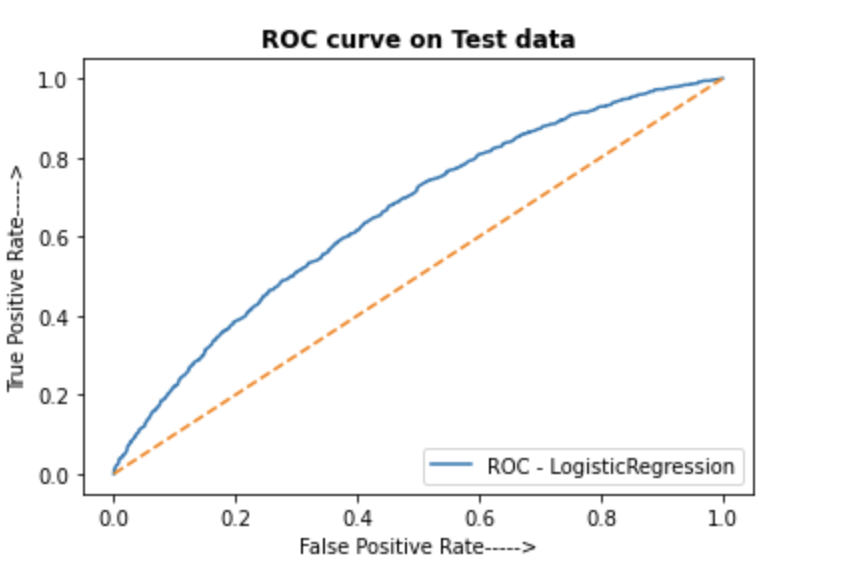 ROC curve on Test data
True Positive Rate----->
1.0
0.8
0.6
0.4
0.2
0.0
ROC - LogisticRegression
0.0 0.2 0.4 0.6 0.8 1.0
False Positive Rate----->